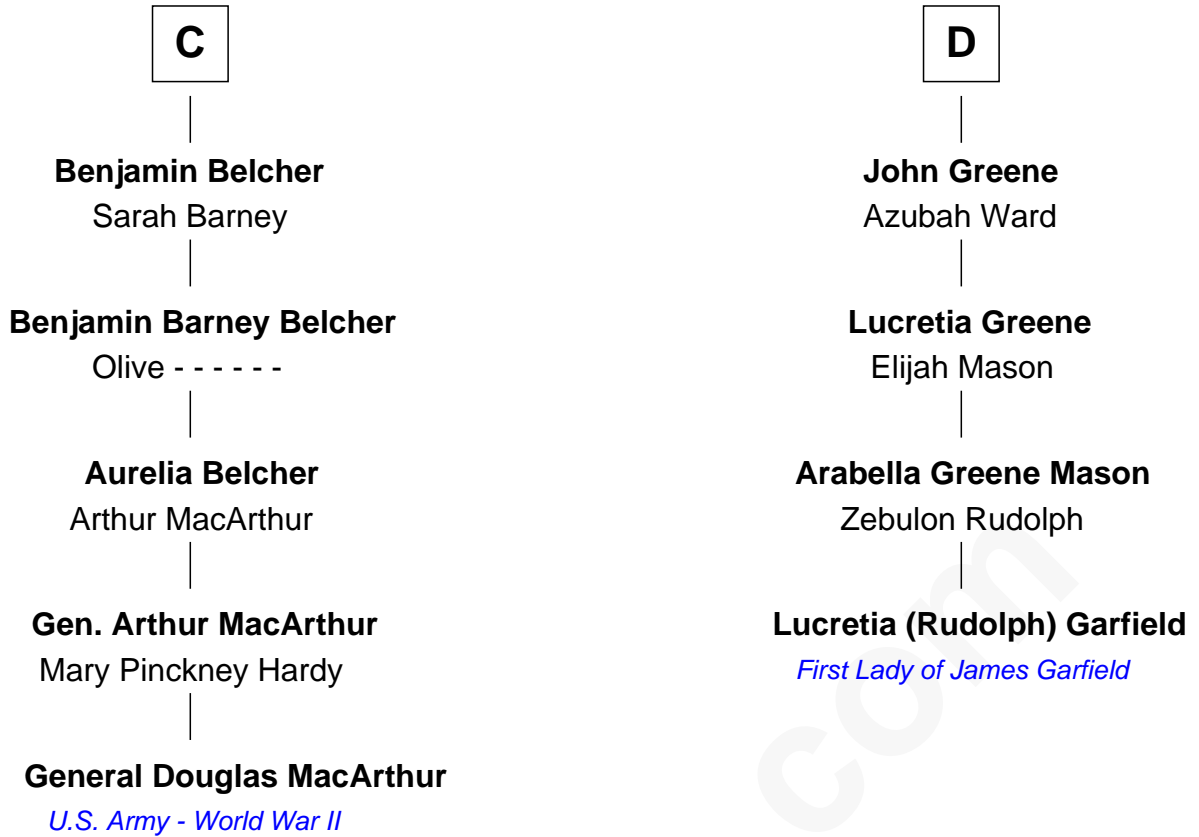 C
Benjamin Belcher
Sarah Barney
Benjamin Barney Belcher
Olive - - - - - -
Aurelia Belcher
Arthur MacArthur
Gen. Arthur MacArthur
Mary Pinckney Hardy
General Douglas MacArthur
U.S. Army - World War II
D
John Greene
Azubah Ward
Lucretia Greene
Elijah Mason
Arabella Greene Mason
Zebulon Rudolph
Lucretia (Rudolph) Garfield
First Lady of James Garfield
com